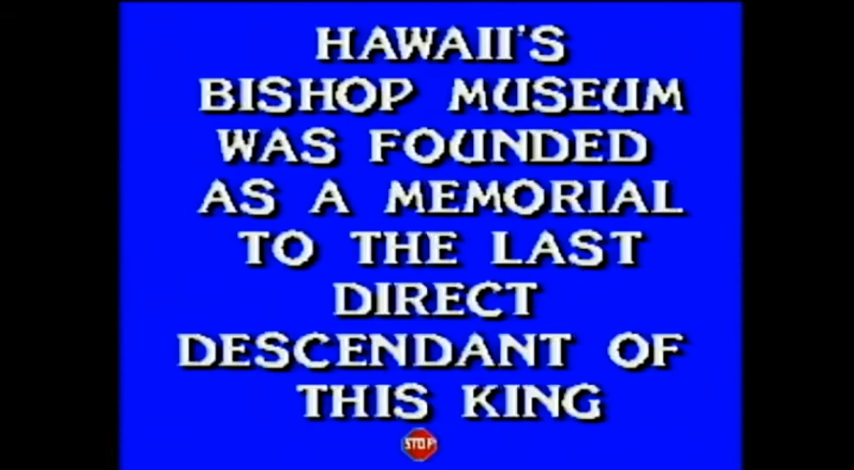 HAWAII'S
BISHOP MUSEUM
WAS FOUNDED
AS A MEMORIAL
TO THE LAST
DIRECT
DESCENDANT OF
THIS KING
STOP